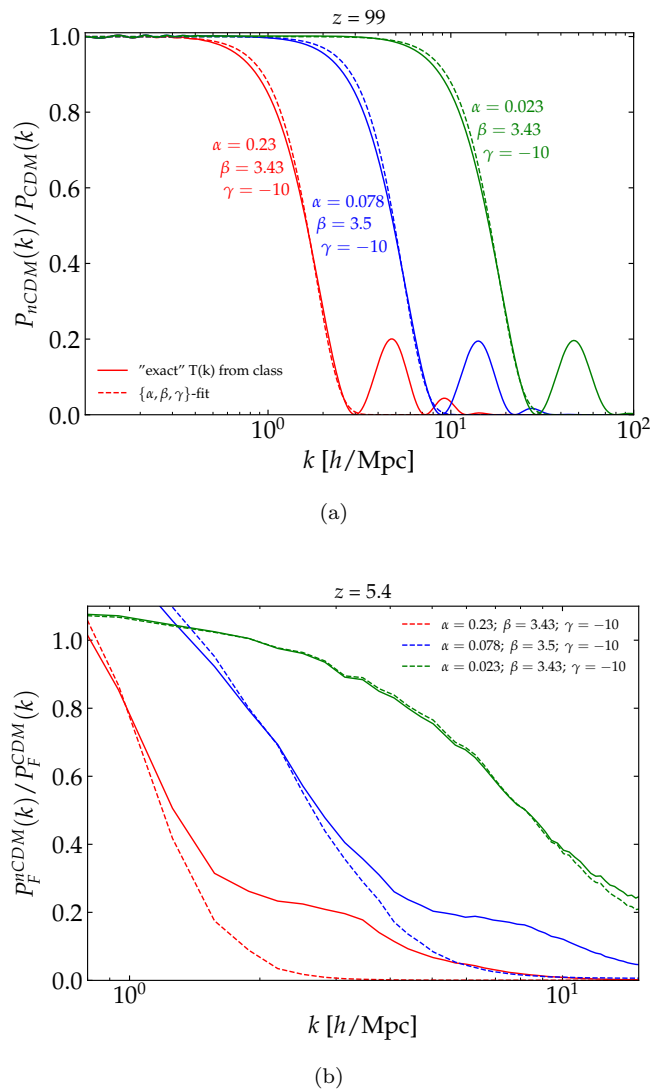 z = 99
1.0
0.8
0.6
0.4
0.2
0.0
P_{nCDM}(k) / P_{CDM}(k)
α = 0.23
β = 3.43
γ = −10
α = 0.078
β = 3.5
γ = −10
α = 0.023
β = 3.43
γ = −10
"exact" T(k) from class
{α, β, γ}-fit
10^0
10^1
10^2
k [h/Mpc]
(a)
z = 5.4
1.0
0.8
0.6
0.4
0.2
0.0
P_F^{nCDM}(k) / P_F^{CDM}(k)
α = 0.23; β = 3.43; γ = −10
α = 0.078; β = 3.5; γ = −10
α = 0.023; β = 3.43; γ = −10
10^0
10^1
k [h/Mpc]
(b)